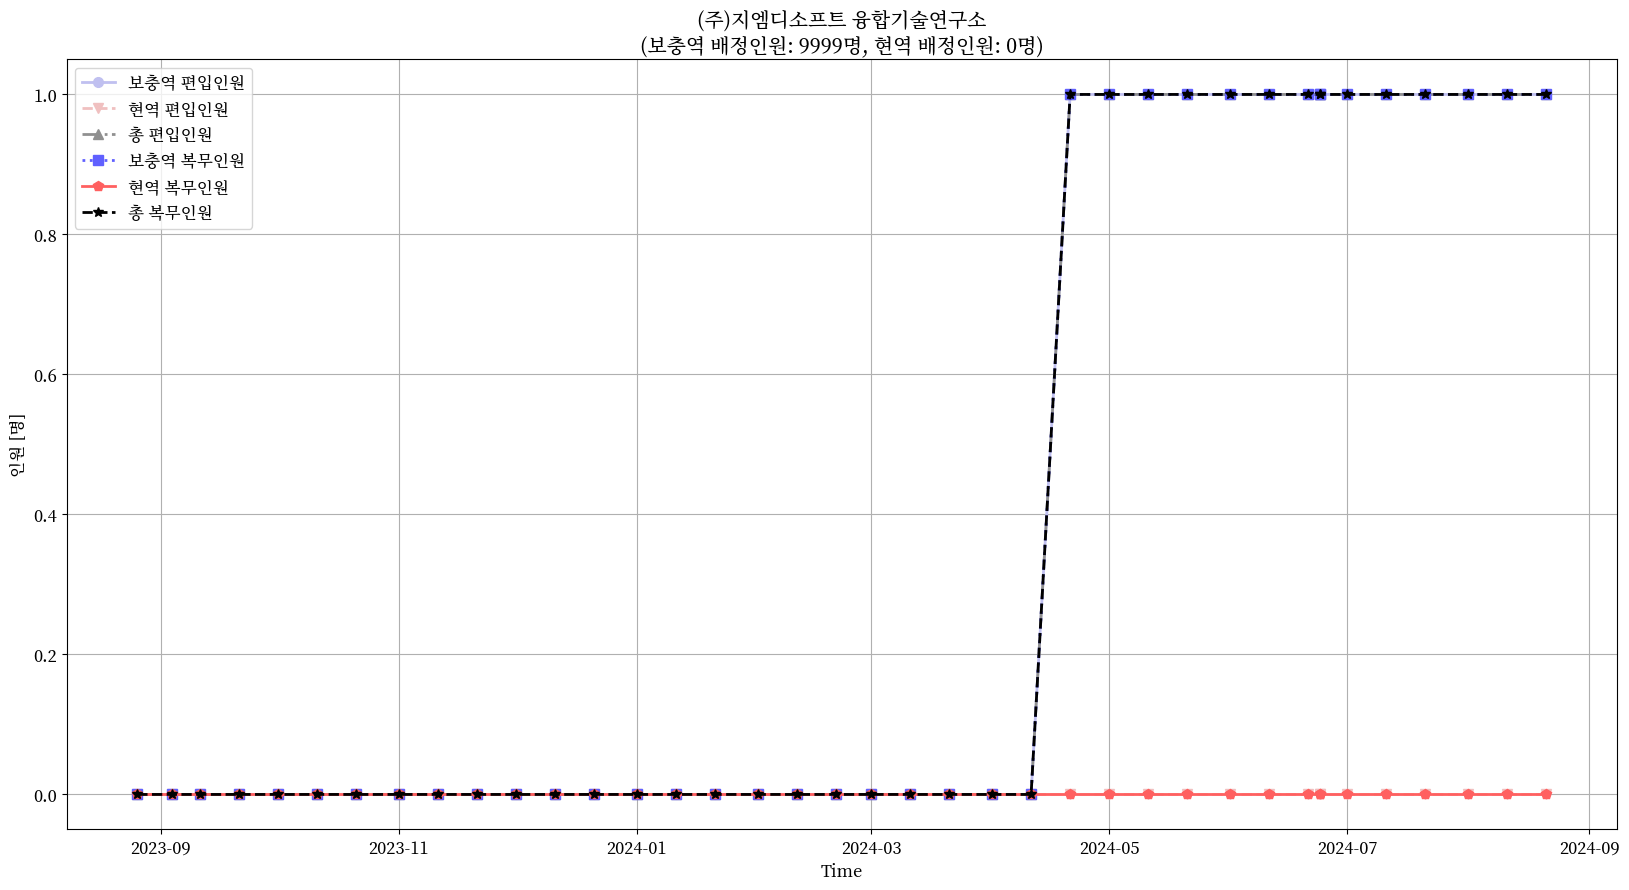 (주)지엠디소프트 융합기술연구소
(보충역 배정인원: 9999명, 현역 배정인원: 0명)
보충역 편입인원
현역 편입인원
총 편입인원
보충역 복무인원
현역 복무인원
총 복무인원
1.0
0.8
0.6
0.4
0.2
0.0
인원 [명]
2023-09
2023-11
2024-01
2024-03
2024-05
2024-07
2024-09
Time